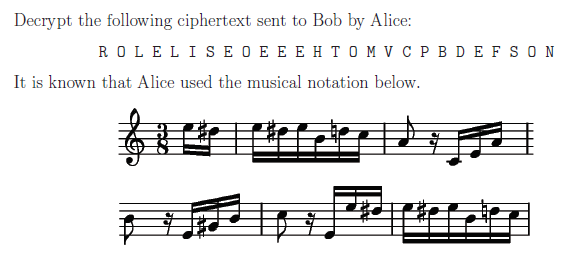 Decrypt the following ciphertext sent to Bob by Alice:
R O L E L I S E O E E E H T O M V C P B D E F S O N
It is known that Alice used the musical notation below.
3
8